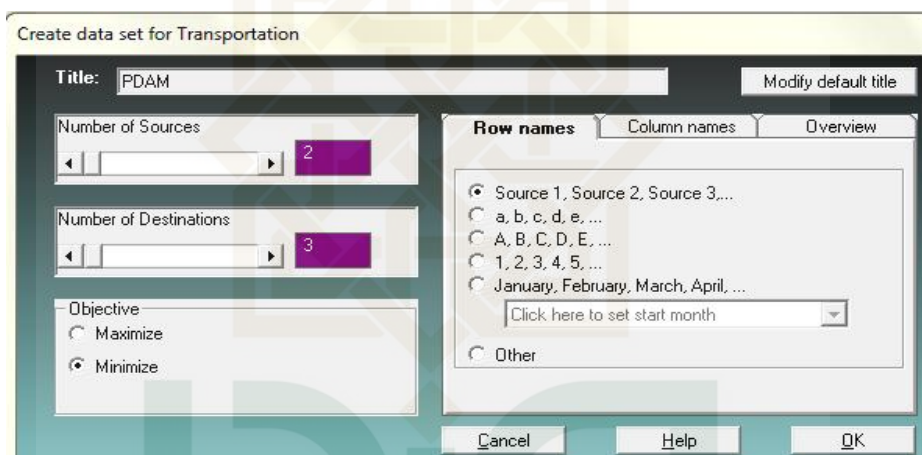 Create data set for Transportation
Title: PDAM
Modify default title
Number of Sources
2
Number of Destinations
3
Objective
Maximize
Minimize
Row names Column names Overview
Source 1, Source 2, Source 3,...
a, b, c, d, e, ...
A, B, C, D, E, ...
1, 2, 3, 4, 5, ...
January, February, March, April, ...
Click here to set start month
Other
Cancel Help OK